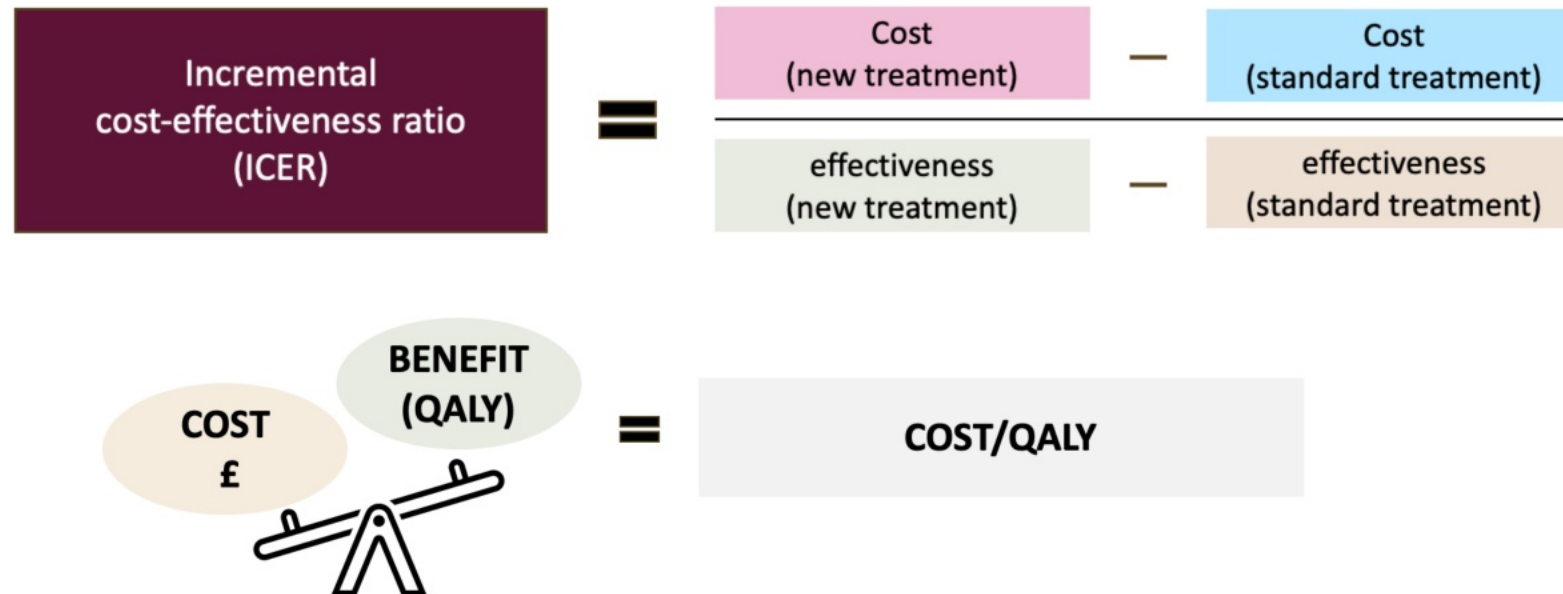 Incremental
cost-effectiveness ratio
(ICER)
=
Cost
(new treatment)
—
Cost
(standard treatment)
effectiveness
(new treatment)
—
effectiveness
(standard treatment)
COST
£
BENEFIT
(QALY)
=
COST/QALY